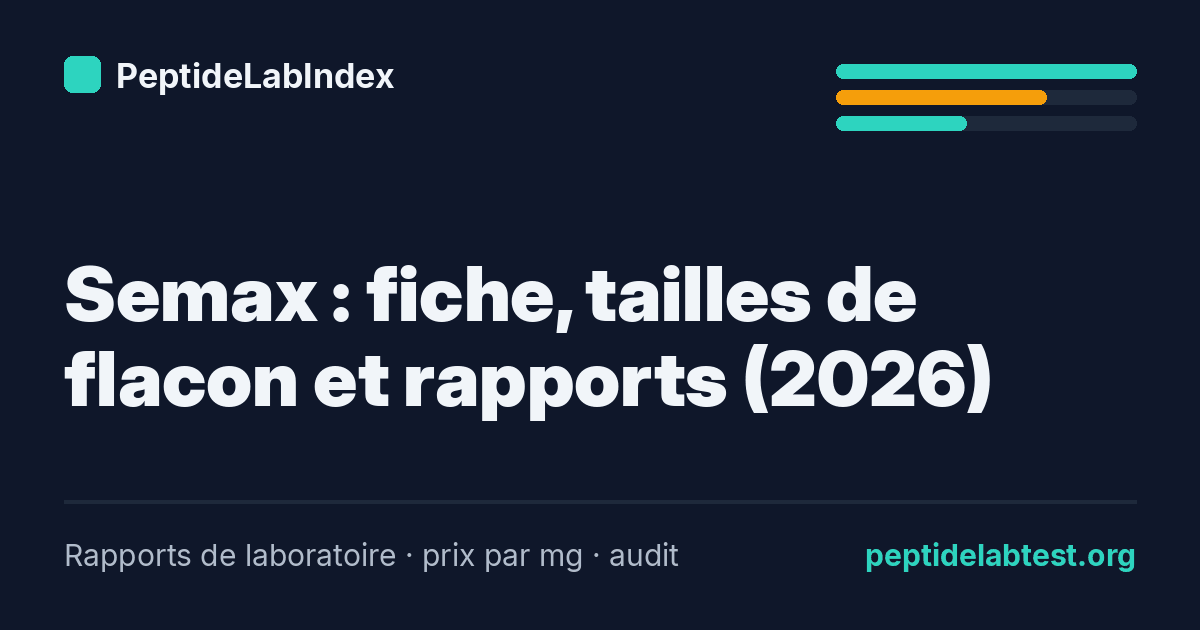 PeptideLabIndex
Semax : fiche, tailles de
flacon et rapports (2026)
Rapports de laboratoire · prix par mg · audit
peptidelabtest.org